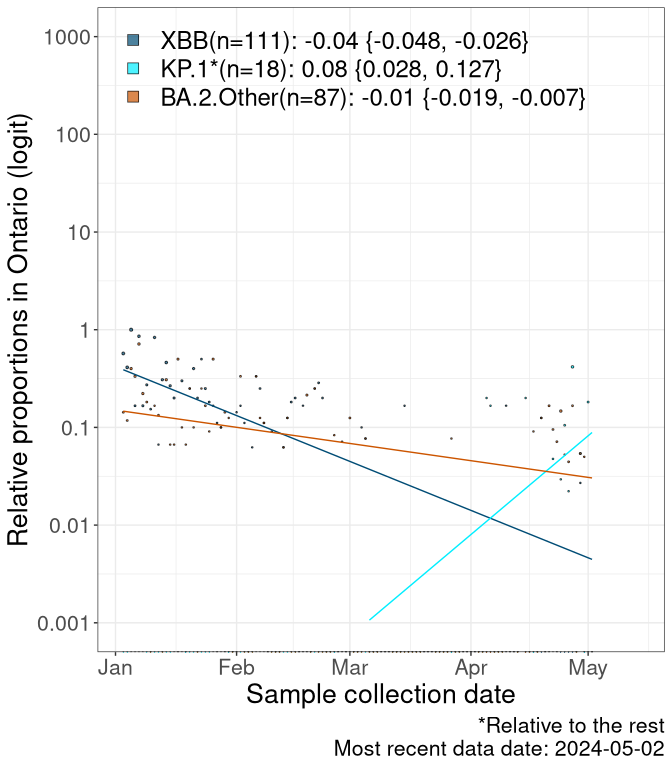 XBB(n=111): -0.04 {-0.048, -0.026}
KP.1*(n=18): 0.08 {0.028, 0.127}
BA.2.Other(n=87): -0.01 {-0.019, -0.007}
Relative proportions in Ontario (logit)
1000
100
10
1
0.1
0.01
0.001
Jan Feb Mar Apr May
Sample collection date
*Relative to the rest
Most recent data date: 2024-05-02